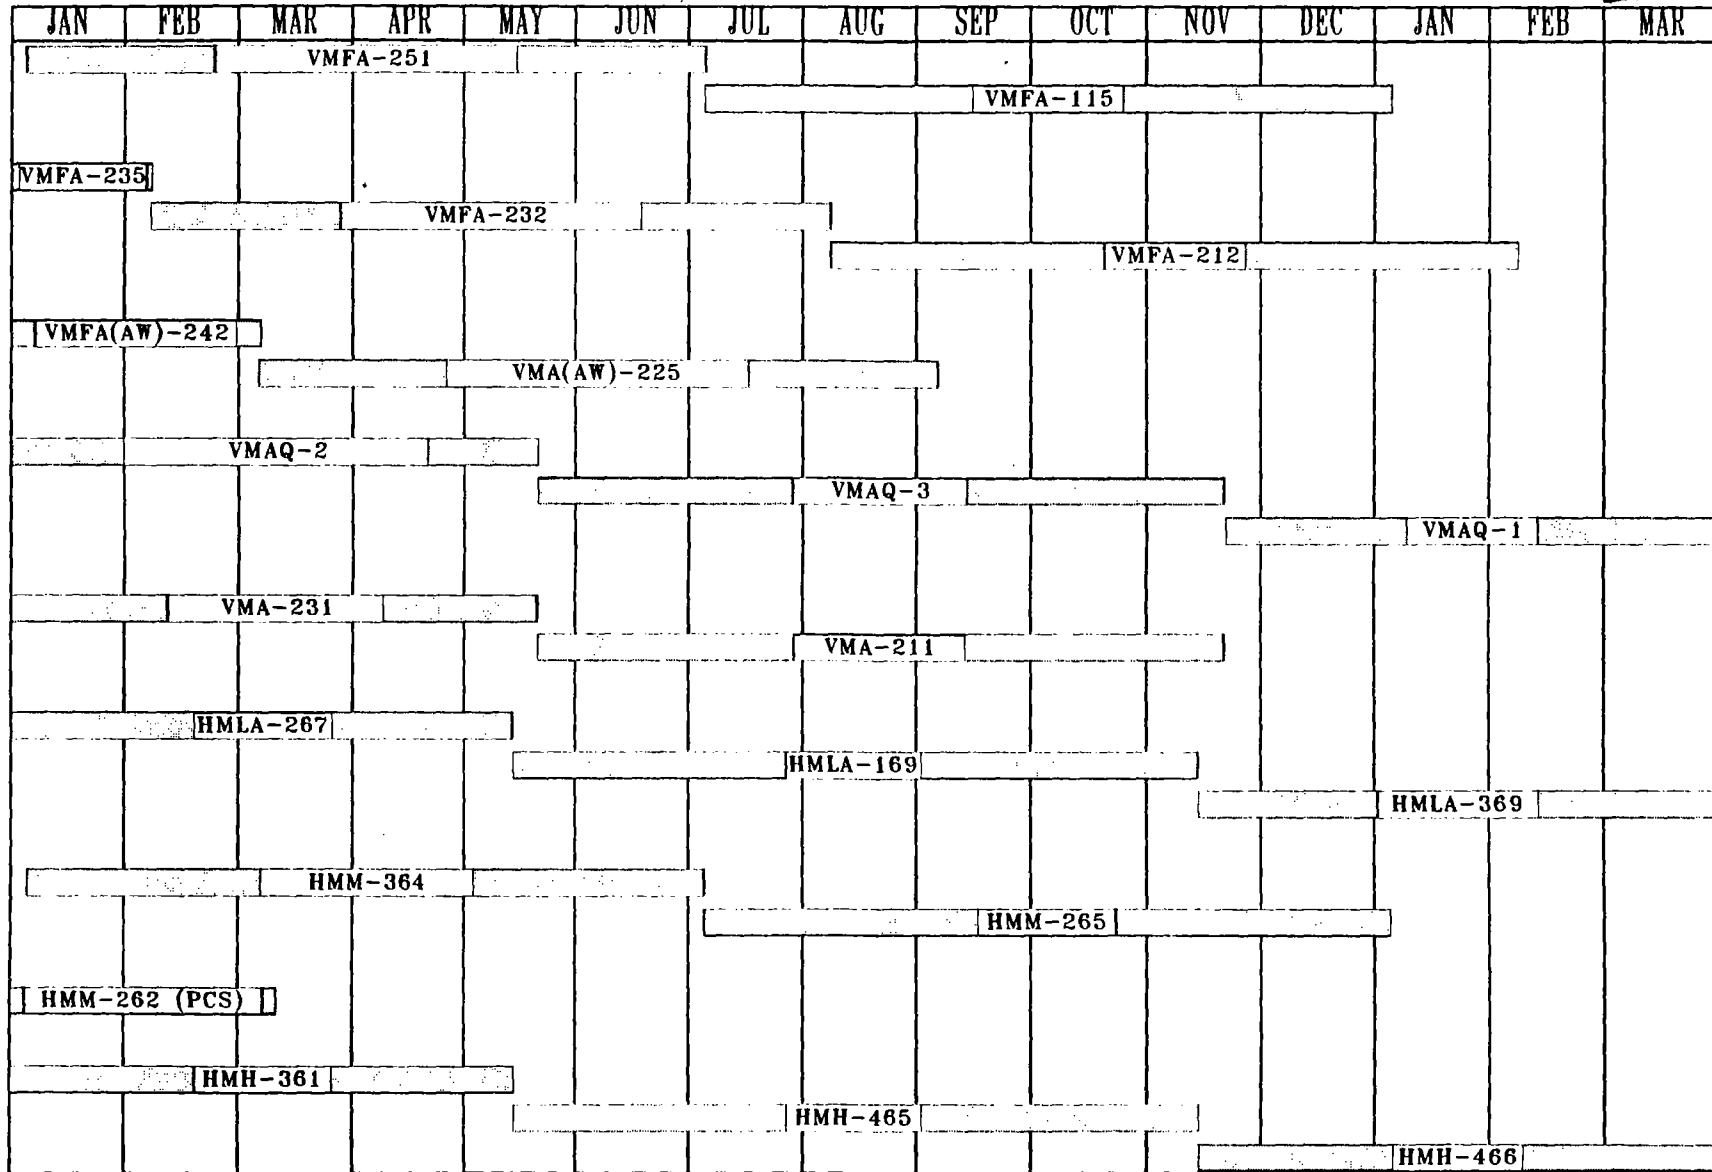 JAN FEB MAR APR MAY JUN JUL AUG SEP OCT NOV DEC JAN FEB MAR
VMFA-251
VMFA-115
VMFA-235
VMFA-232
VMFA-212
VMFA(AW)-242
VMA(AW)-225
VMAQ-2
VMAQ-3
VMAQ-1
VMA-231
VMA-211
HMLA-267
HMLA-169
HMLA-369
HMM-364
HMM-265
HMM-262 (PCS)
HMH-361
HMH-465
HMH-466